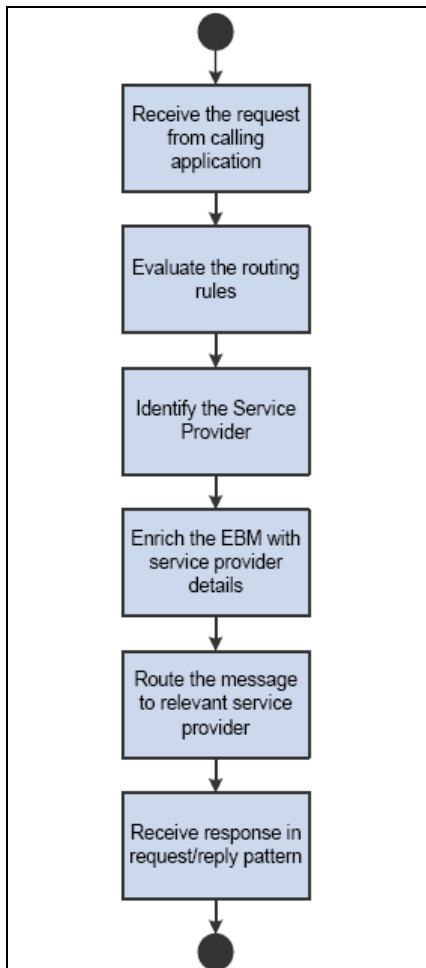 Receive the request
from calling
application
Evaluate the routing
rules
Identify the Service
Provider
Enrich the EBM with
service provider
details
Route the message
to relevant service
provider
Receive response in
request/reply pattern